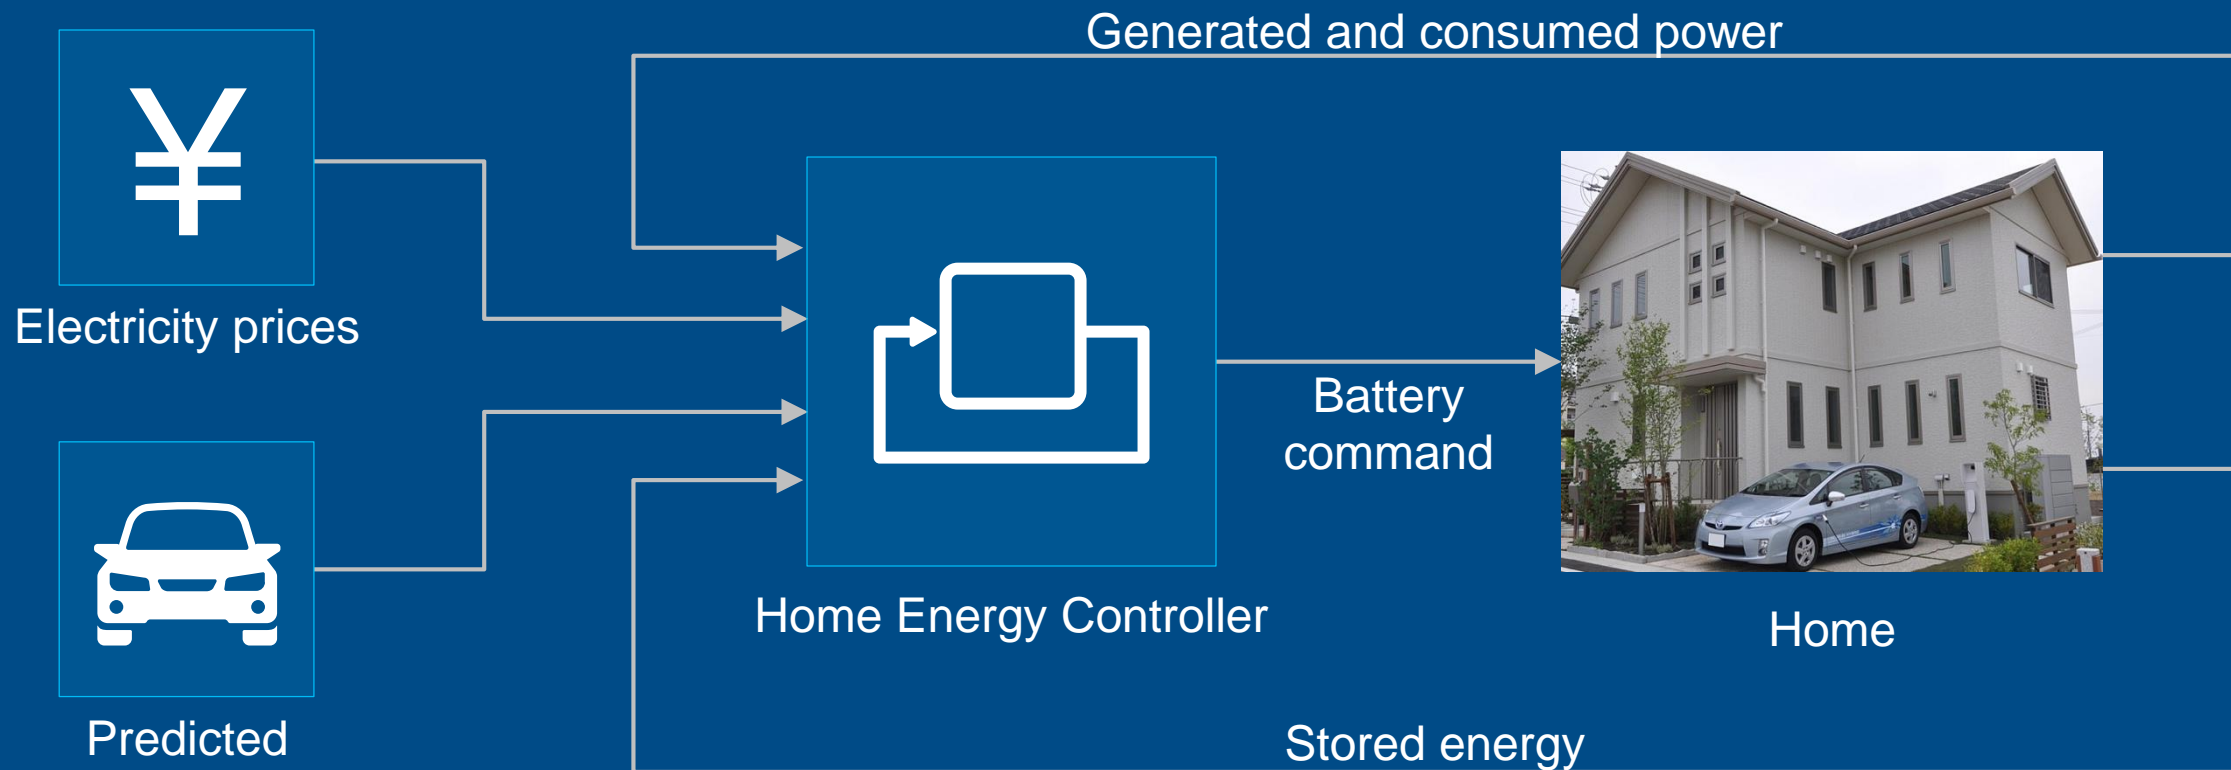 Generated and consumed power
¥
Electricity prices
Battery
command
Home Energy Controller
Home
Predicted
Stored energy